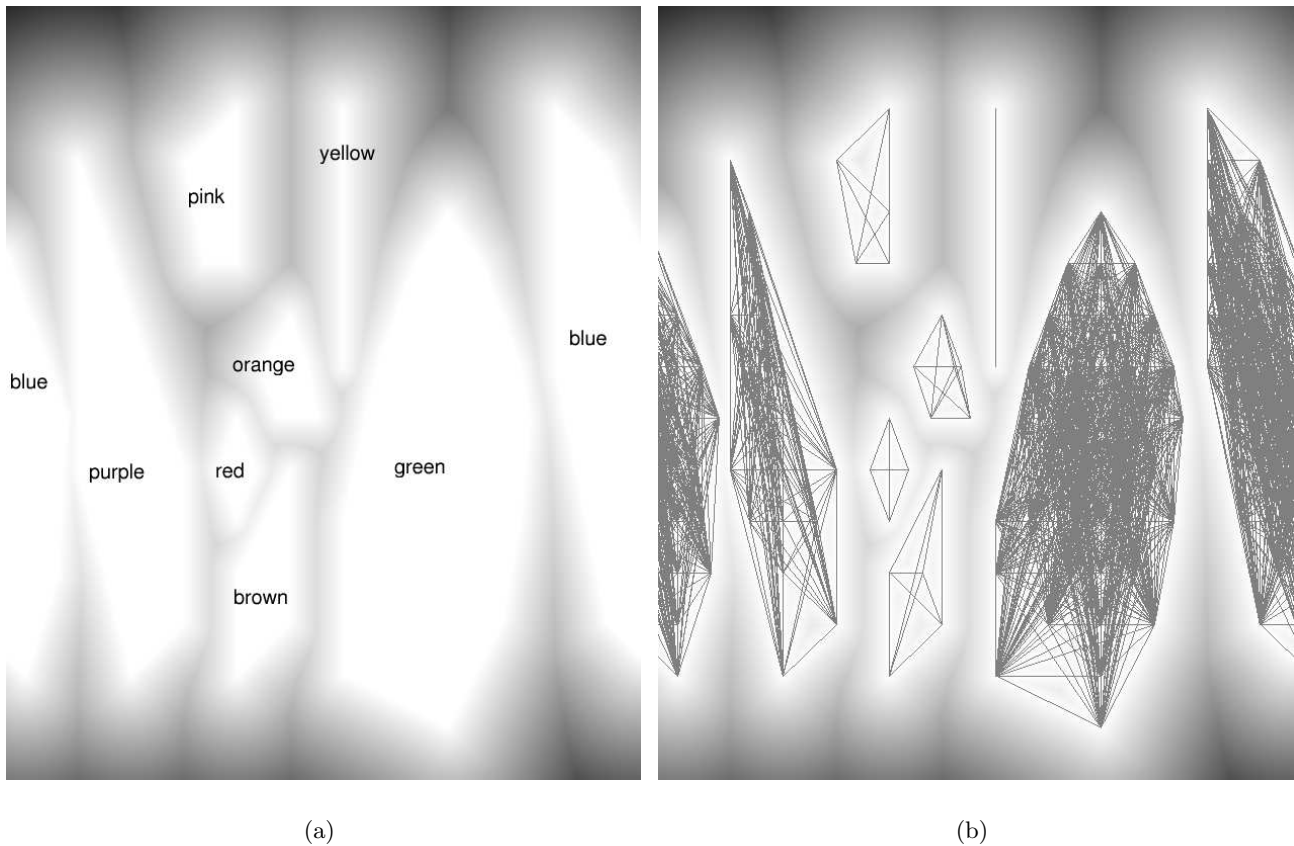 yellow
pink
blue
orange
blue
purple
red
green
brown
(a)
(b)